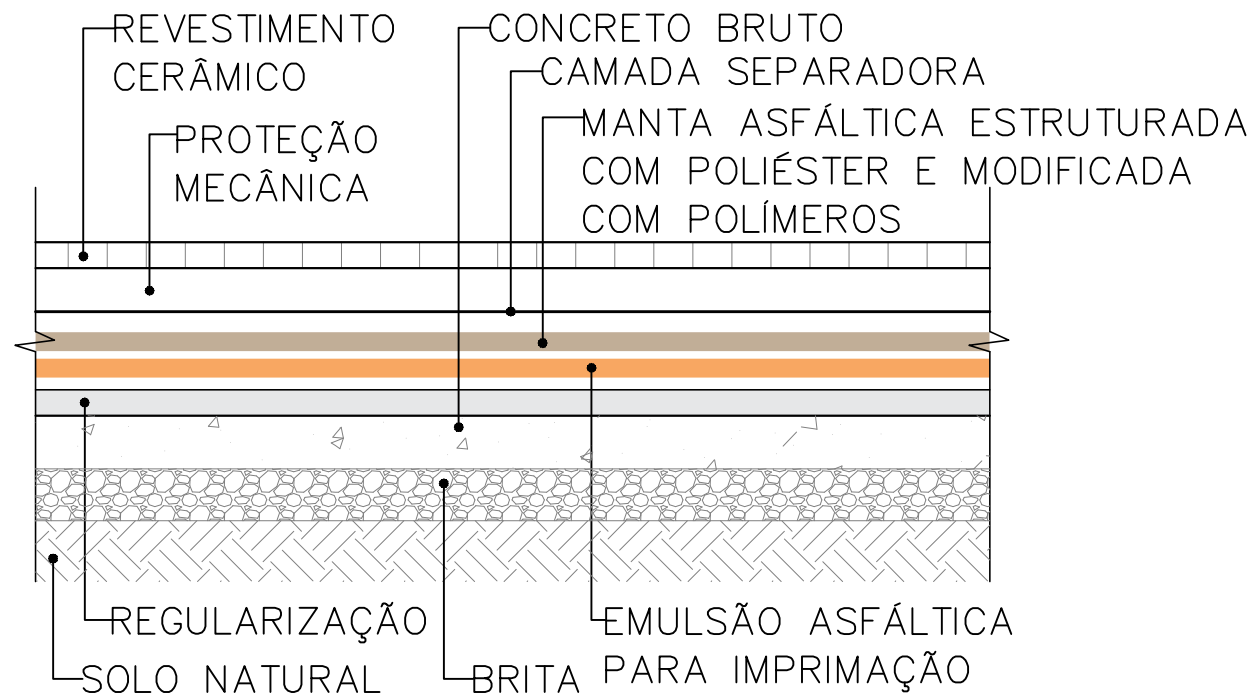 REVESTIMENTO
CERÂMICO
CONCRETO BRUTO
CAMADA SEPARADORA
PROTEÇÃO
MECÂNICA
MANTA ASFÁLTICA ESTRUTURADA
COM POLIÉSTER E MODIFICADA
COM POLÍMEROS
REGULARIZAÇÃO
SOLO NATURAL
BRITA
EMULSÃO ASFÁLTICA
PARA IMPRIMAÇÃO